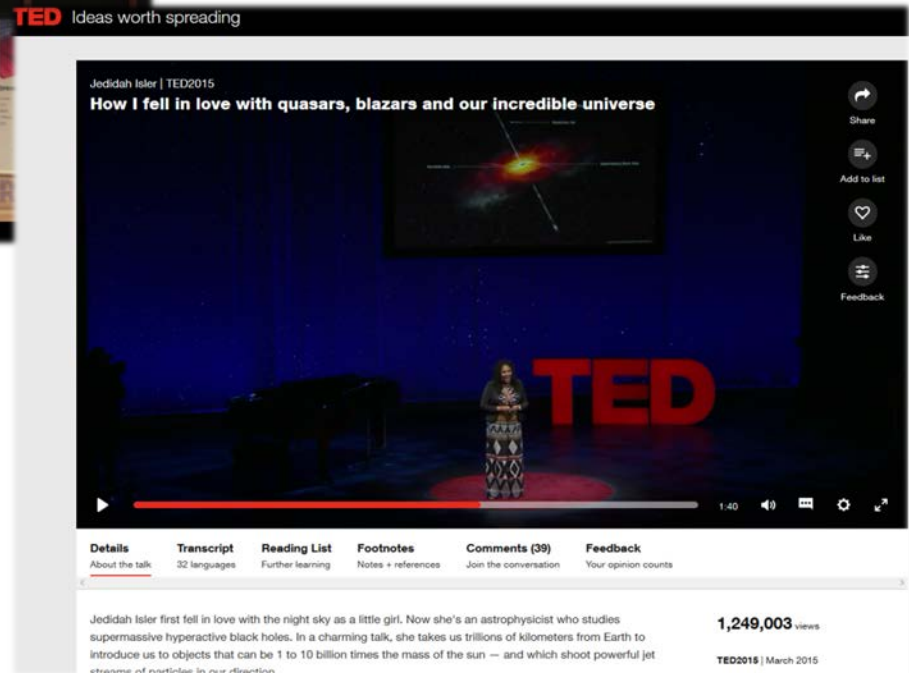 TED Ideas worth spreading
Jedidah Isler | TED2015
How I fell in love with quasars, blazars and our incredible universe
Share
Add to list
Like
Feedback
TED
1:40
Details
About the talk
Transcript
32 languages
Reading List
Further learning
Footnotes
Notes + references
Comments (39)
Join the conversation
Feedback
Your opinion counts
Jedidah Isler first fell in love with the night sky as a little girl. Now she's an astrophysicist who studies
supermassive hyperactive black holes. In a charming talk, she takes us trillions of kilometers from Earth to
introduce us to objects that can be 1 to 10 billion times the mass of the sun — and which shoot powerful jet
streams of particles in our direction.
1,249,003 views
TED2015 | March 2015